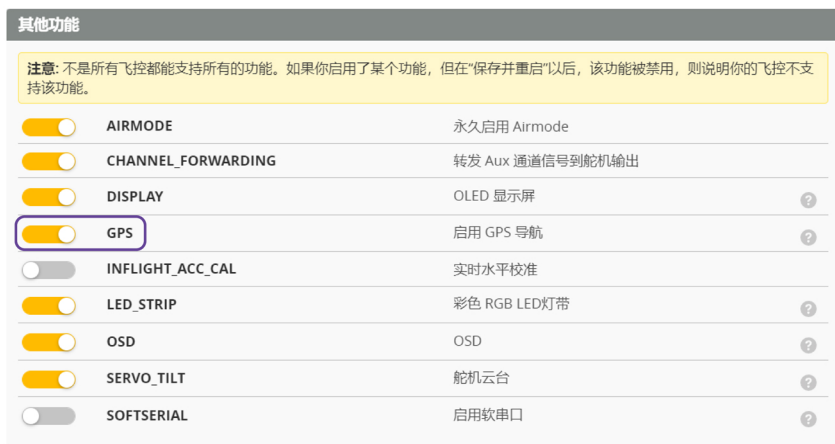 其他功能
注意: 不是所有飞控都能支持所有的功能。如果你启用了某个功能，但在“保存并重启”以后，该功能被禁用，则说明你的飞控不支
持该功能。
AIRMODE 永久启用 Airmode
CHANNEL_FORWARDING 转发 Aux 通道信号到舵机输出
DISPLAY OLED 显示屏 ?
GPS 启用 GPS 导航 ?
INFLIGHT_ACC_CAL 实时水平校准
LED_STRIP 彩色 RGB LED灯带 ?
OSD OSD ?
SERVO_TILT 舵机云台 ?
SOFTSERIAL 启用软串口 ?